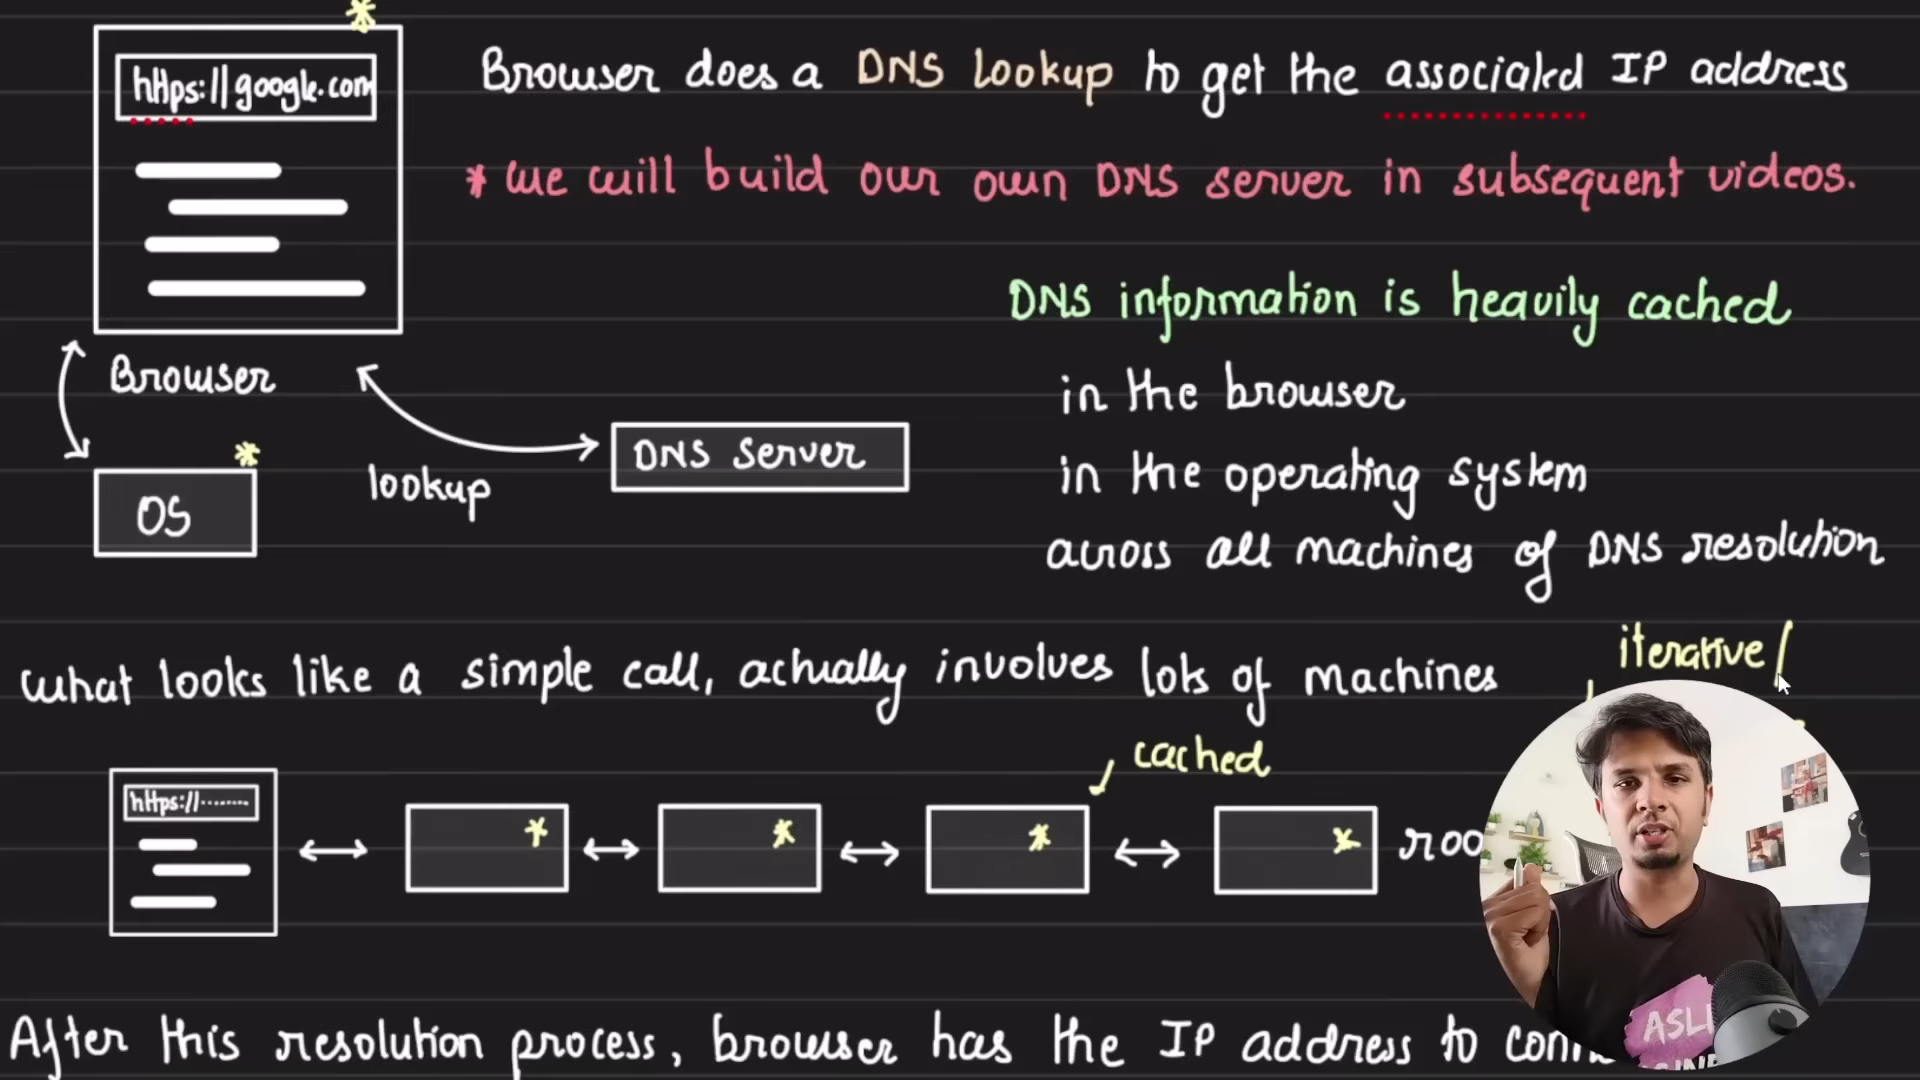 https://google.com
Browser does a DNS lookup to get the associated IP address
* we will build our own DNS server in subsequent videos.
DNS information is heavily cached
in the browser
in the operating system
across all machines of DNS resolution
Browser
OS
lookup
DNS server
what looks like a simple call, actually involves lots of machines
iterative /
cached
https://--------
After this resolution process, browser has the IP address to